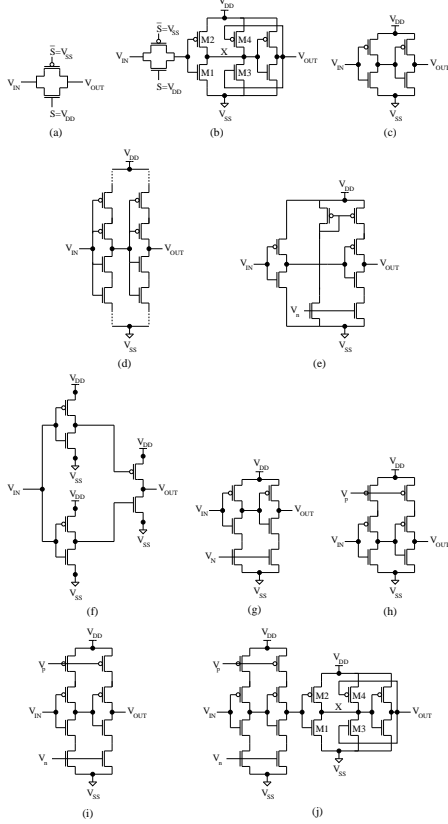 S̅=V_SS
V_IN
V_OUT
S=V_DD
(a)
S̅=V_SS
V_IN
S=V_DD
V_DD
M2
M4
X
M1
M3
V_OUT
V_SS
(b)
V_DD
V_IN
V_OUT
V_SS
(c)
V_DD
V_IN
V_OUT
V_SS
(d)
V_DD
V_IN
V_OUT
V_n
V_SS
(e)
V_DD
V_SS
V_IN
V_DD
V_SS
V_DD
V_OUT
V_SS
(f)
V_DD
V_IN
V_OUT
V_N
V_SS
(g)
V_DD
V_p
V_IN
V_OUT
V_SS
(h)
V_DD
V_p
V_IN
V_OUT
V_n
V_SS
(i)
V_DD
V_p
V_IN
V_n
V_SS
V_DD
M2
M4
X
M1
M3
V_OUT
V_SS
(j)